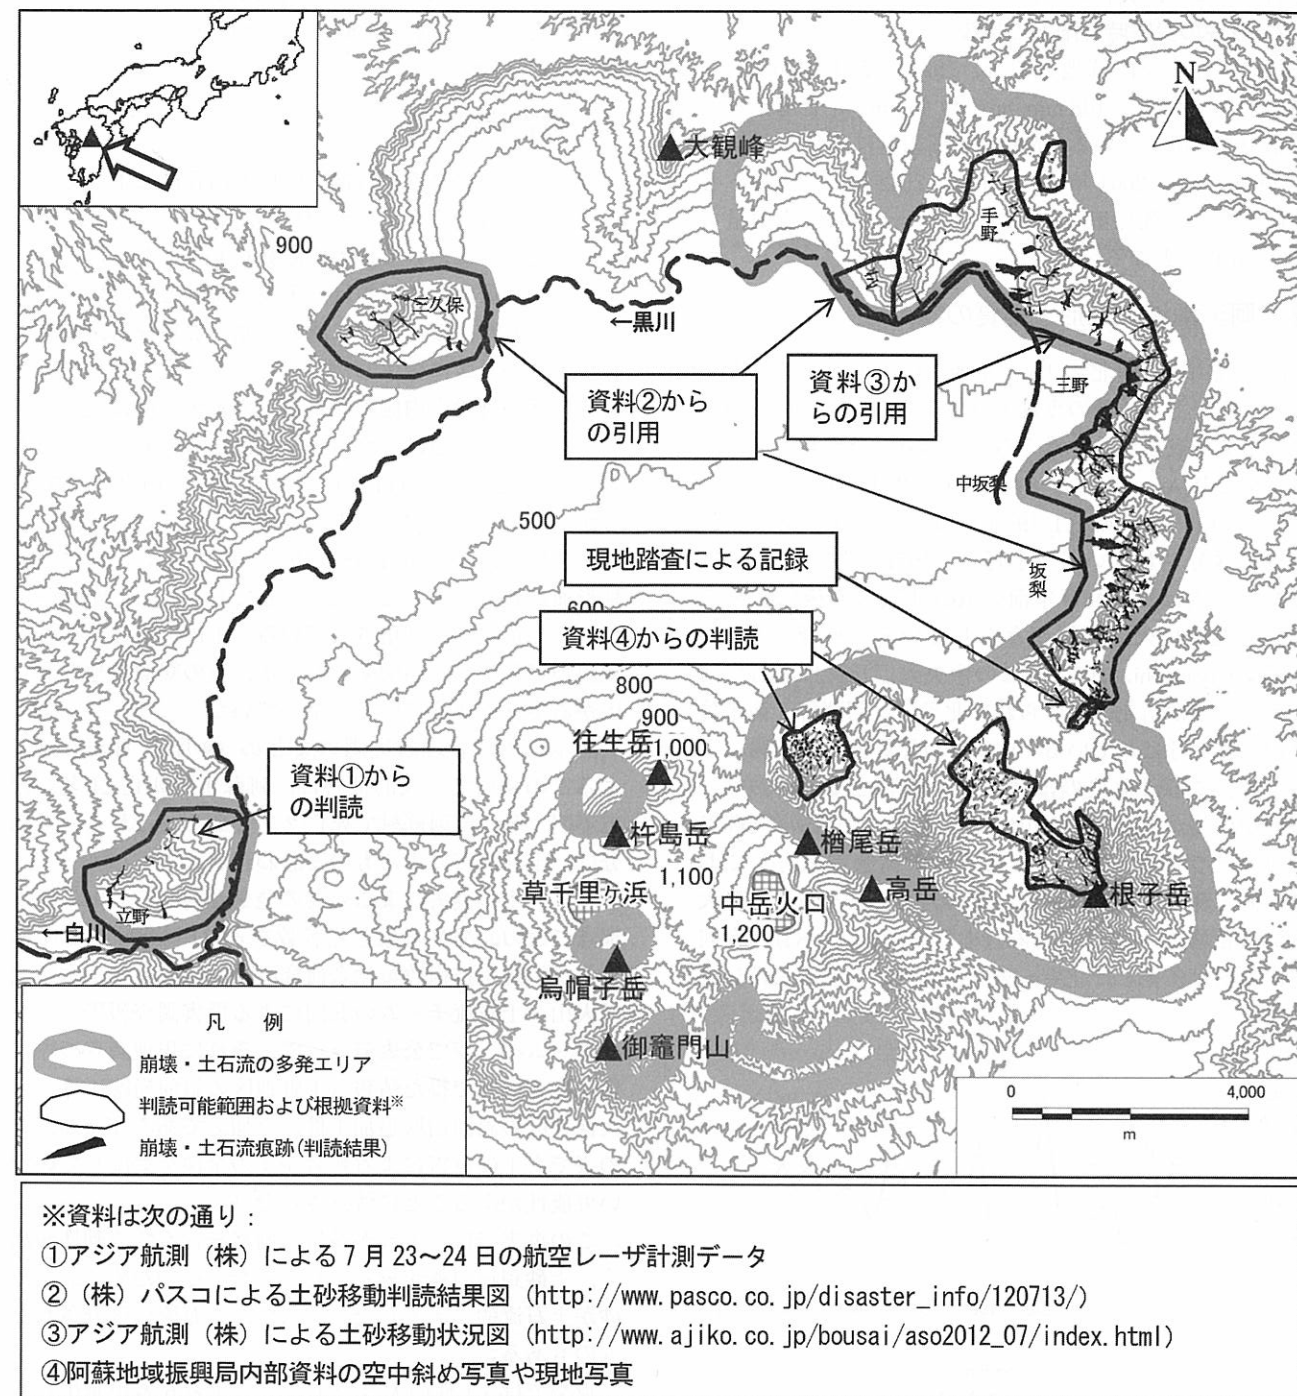 N
▲大観峰
900
三久保
手野
←黒川
資料②から
の引用
資料③か
らの引用
三野
中坂梨
500
現地踏査による記録
坂梨
600
資料④からの判読
800
900
往生岳
1,000
資料①から
の判読
杵島岳
楢尾岳
1,100
草千里ヶ浜
中岳火口
高岳
根子岳
1,200
立野
←白川
烏帽子岳
御竈門山
凡 例
崩壊・土石流の多発エリア
判読可能範囲および根拠資料※
崩壊・土石流痕跡(判読結果)
0 4,000
m
※資料は次の通り：
①アジア航測（株）による7月23～24日の航空レーザ計測データ
②（株）パスコによる土砂移動判読結果図（http://www.pasco.co.jp/disaster_info/120713/）
③アジア航測（株）による土砂移動状況図（http://www.ajiko.co.jp/bousai/aso2012_07/index.html）
④阿蘇地域振興局内部資料の空中斜め写真や現地写真